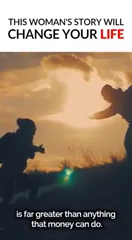 THIS WOMAN'S STORY WILL
CHANGE YOUR LIFE
is far greater than anything
that money can do.